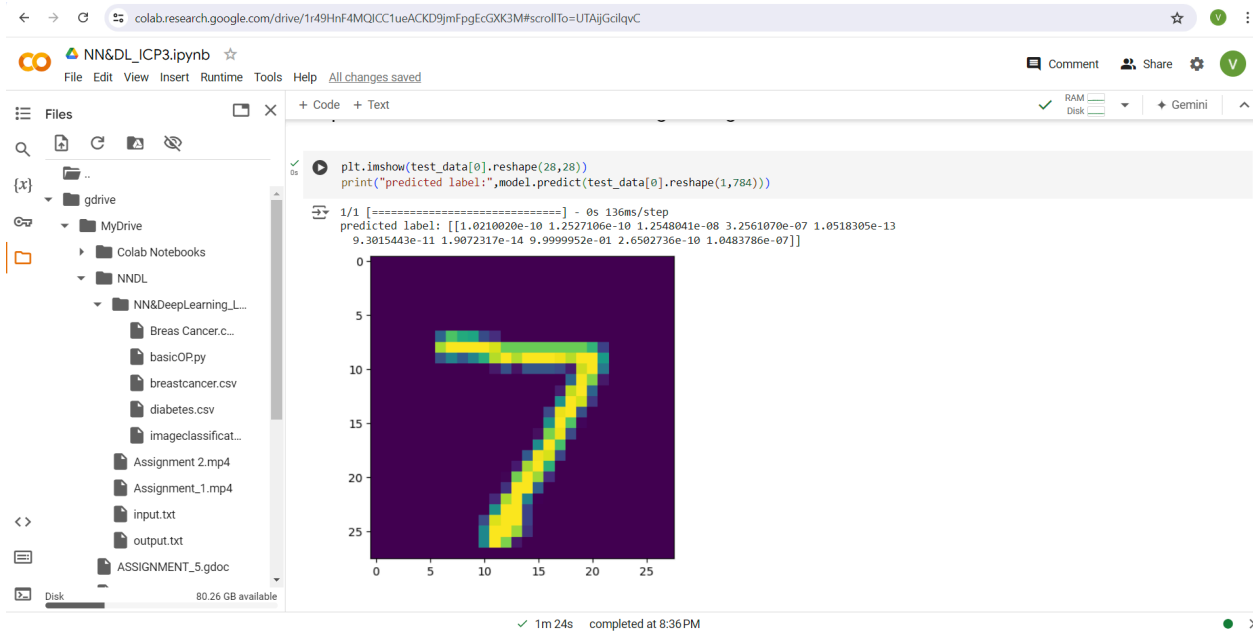 colab.research.google.com/drive/1r49HnF4MQICC1ueACKD9jmFpgEcGXK3M#scrollTo=UTAijGcilqvC
V
NN&DL_ICP3.ipynb
File Edit View Insert Runtime Tools Help All changes saved
Comment Share V
Files
+ Code + Text
RAM
Disk
Gemini
{x}
..
gdrive
MyDrive
Colab Notebooks
NNDL
NN&DeepLearning_L...
Breas Cancer.c...
basicOP.py
breastcancer.csv
diabetes.csv
imageclassificat...
Assignment 2.mp4
Assignment_1.mp4
input.txt
output.txt
ASSIGNMENT_5.gdoc
Disk 80.26 GB available
0s
plt.imshow(test_data[0].reshape(28,28))
print("predicted label:",model.predict(test_data[0].reshape(1,784)))
1/1 [==============================] - 0s 136ms/step
predicted label: [[1.0210020e-10 1.2527106e-10 1.2548041e-08 3.2561070e-07 1.0518305e-13
9.3015443e-11 1.9072317e-14 9.9999952e-01 2.6502736e-10 1.0483786e-07]]
0
5
10
15
20
25
0 5 10 15 20 25
7
1m 24s completed at 8:36 PM